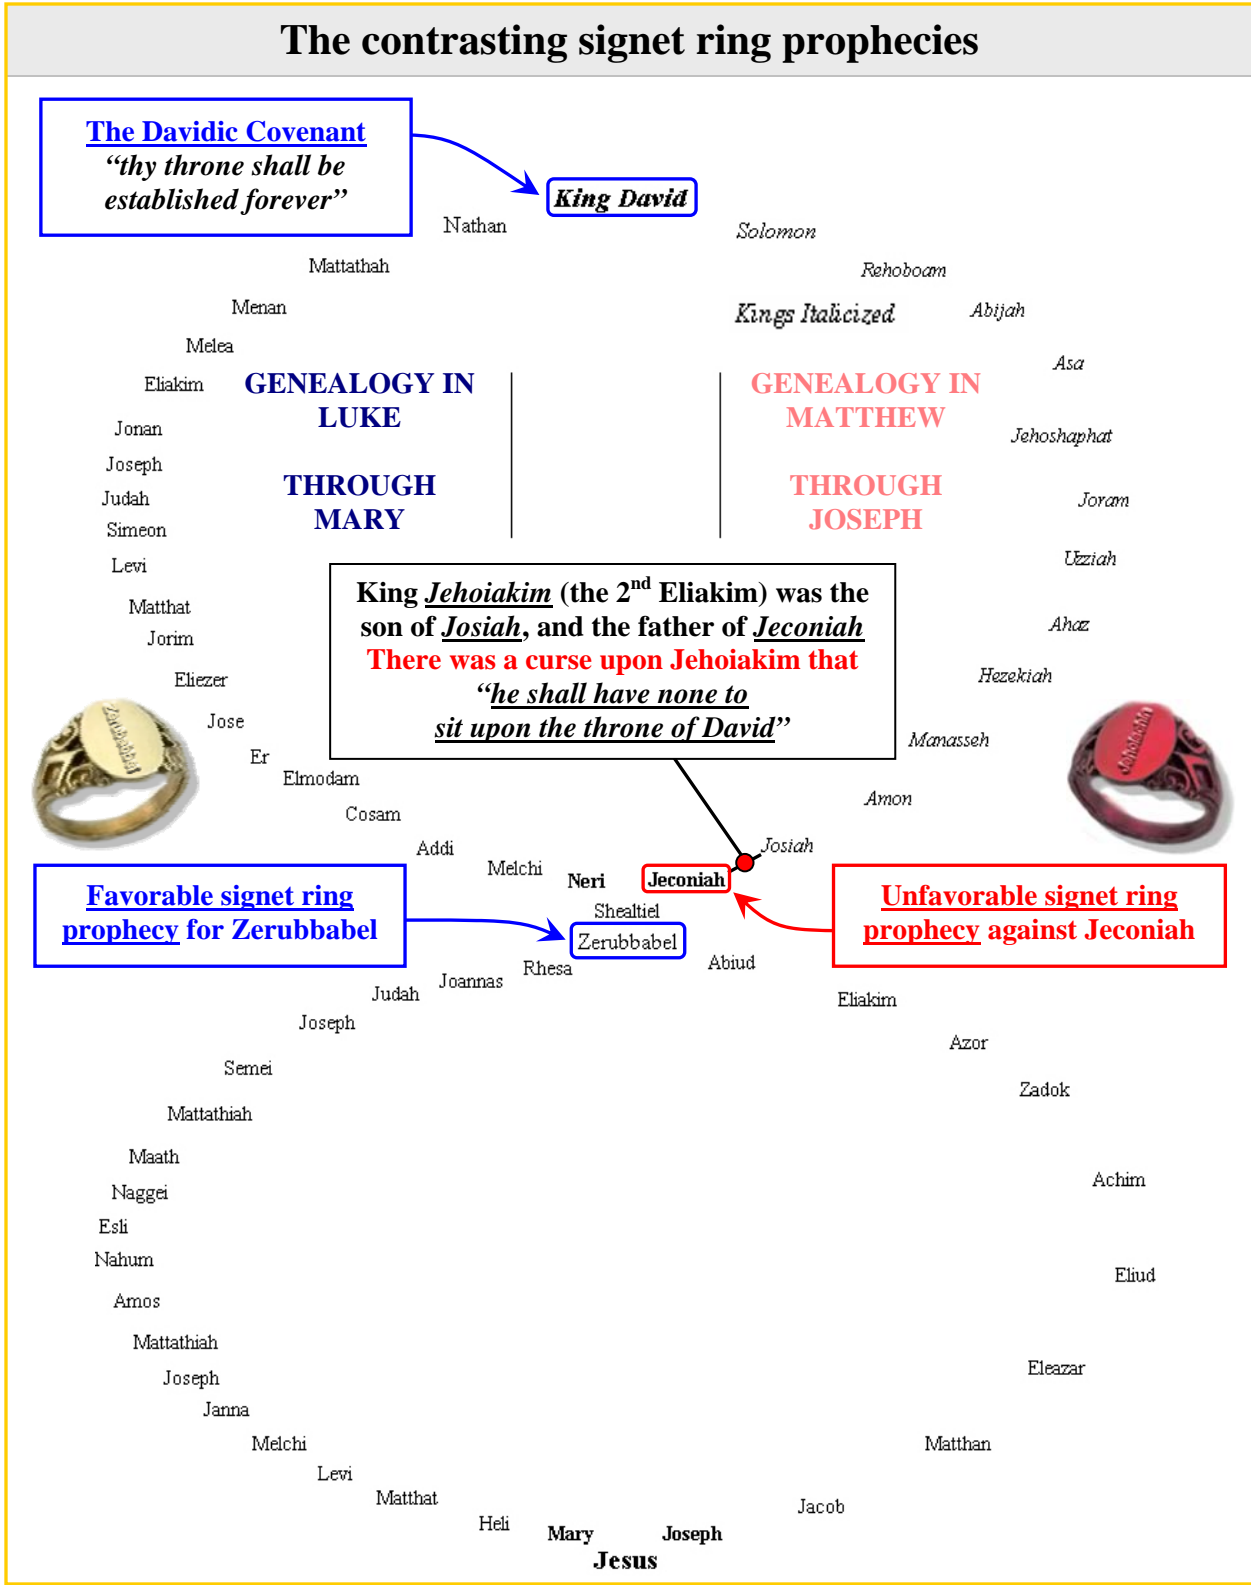 The contrasting signet ring prophecies
The Davidic Covenant
“thy throne shall be
established forever”
King David
Nathan
Mattathah
Menan
Melea
Eliakim
Jonan
Joseph
Judah
Simeon
Levi
Matthat
Jorim
Eliezer
Jose
Er
Elmodam
Cosam
Addi
Melchi
Neri
Solomon
Rehoboam
Kings Italicized
Abijah
Asa
Jehoshaphat
Joram
Uzziah
Ahaz
Hezekiah
Manasseh
Amon
Josiah
Jeconiah
GENEALOGY IN
LUKE
THROUGH
MARY
GENEALOGY IN
MATTHEW
THROUGH
JOSEPH
King Jehoiakim (the 2nd Eliakim) was the
son of Josiah, and the father of Jeconiah
There was a curse upon Jehoiakim that
“he shall have none to
sit upon the throne of David”
Zerubbabel
Jehoiachin
Favorable signet ring
prophecy for Zerubbabel
Unfavorable signet ring
prophecy against Jeconiah
Shealtiel
Zerubbabel
Rhesa
Joannas
Judah
Joseph
Semei
Mattathiah
Maath
Naggei
Esli
Nahum
Amos
Mattathiah
Joseph
Janna
Melchi
Levi
Matthat
Heli
Mary
Abiud
Eliakim
Azor
Zadok
Achim
Eliud
Eleazar
Matthan
Jacob
Joseph
Jesus